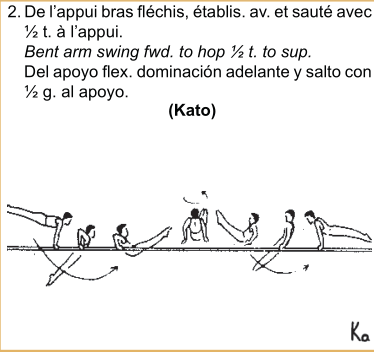 2. De l'appui bras fléchis, établis. av. et sauté avec
½ t. à l'appui.
Bent arm swing fwd. to hop ½ t. to sup.
Del apoyo flex. dominación adelante y salto con
½ g. al apoyo.
(Kato)
Ka